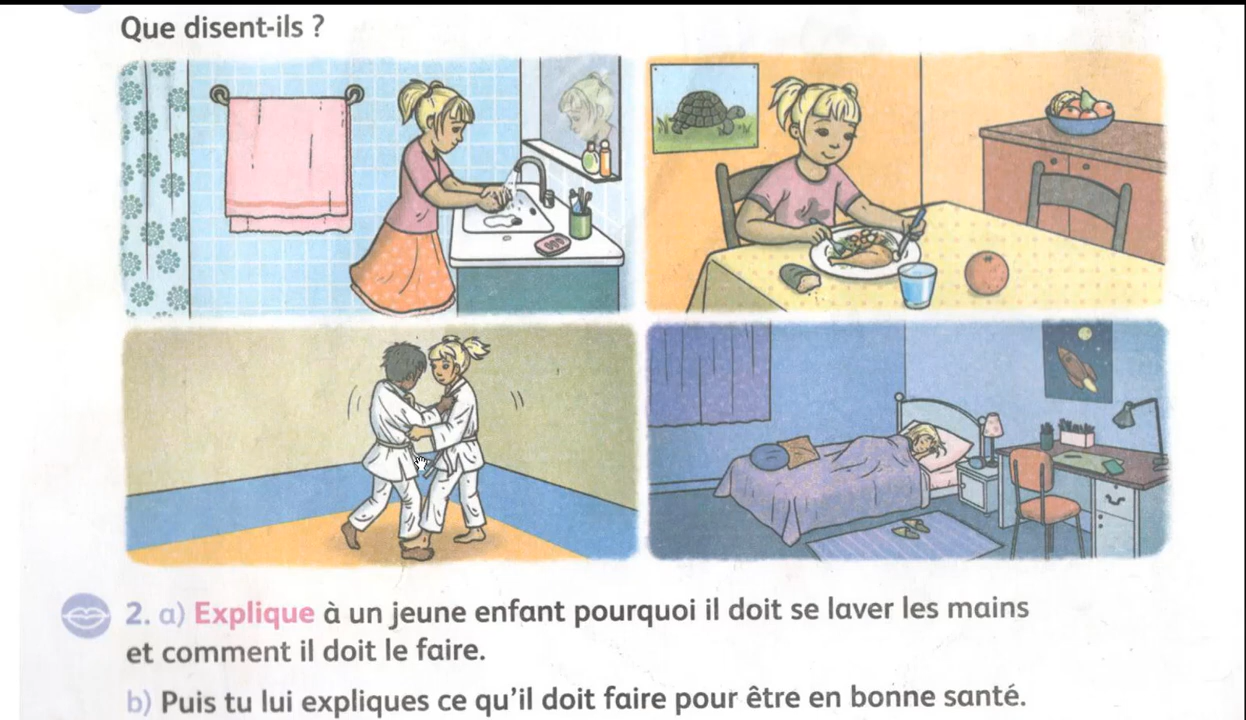 Que disent-ils ?
2. a) Explique à un jeune enfant pourquoi il doit se laver les mains
et comment il doit le faire.
b) Puis tu lui expliques ce qu'il doit faire pour être en bonne santé.